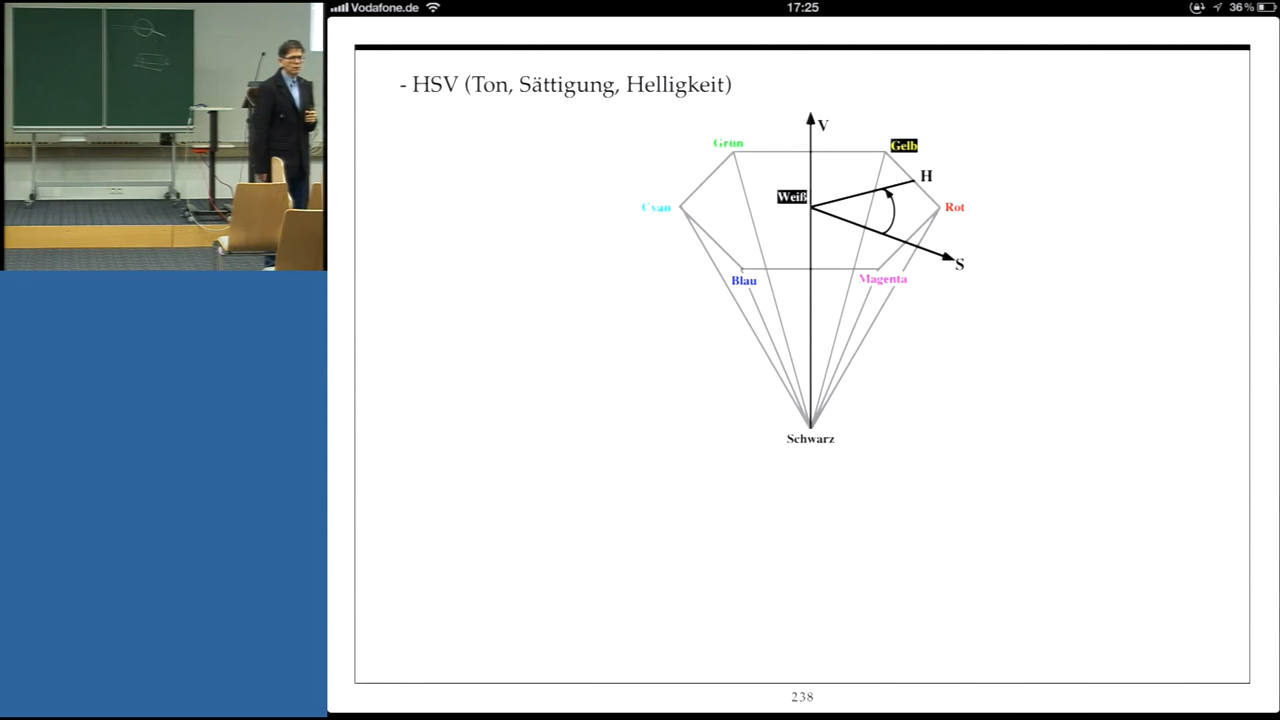 Vodafone.de 17:25 36%
- HSV (Ton, Sättigung, Helligkeit)
V
Grün Gelb
H
Weiß
Cyan Rot
S
Blau Magenta
Schwarz
238